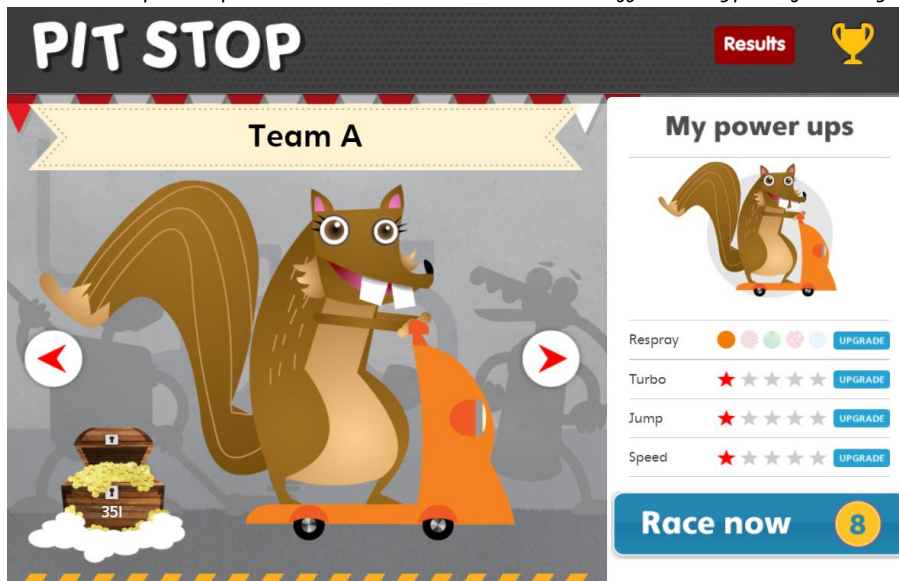 PIT STOP
Results
Team A
My power ups
Respray UPGRADE
Turbo UPGRADE
Jump UPGRADE
Speed UPGRADE
351
Race now 8